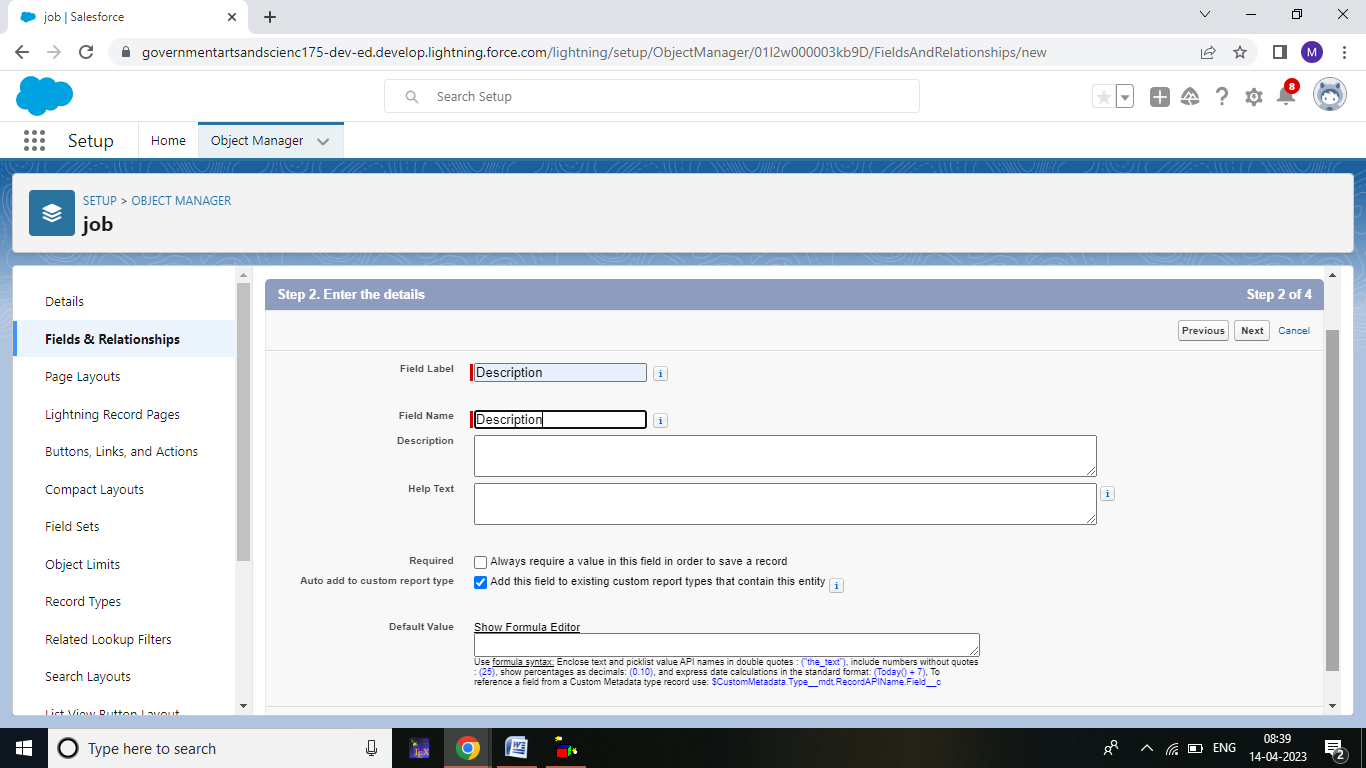 job | Salesforce
governmentartsandscienc175-dev-ed.develop.lightning.force.com/lightning/setup/ObjectManager/01I2w000003kb9D/FieldsAndRelationships/new
M
Search Setup
8
Setup
Home
Object Manager
SETUP > OBJECT MANAGER
job
Details
Fields & Relationships
Page Layouts
Lightning Record Pages
Buttons, Links, and Actions
Compact Layouts
Field Sets
Object Limits
Record Types
Related Lookup Filters
Search Layouts
List View Button Layout
Step 2. Enter the details
Step 2 of 4
Previous
Next
Cancel
Field Label
Description
i
Field Name
Description
i
Description
Help Text
i
Required
Always require a value in this field in order to save a record
Auto add to custom report type
Add this field to existing custom report types that contain this entity
i
Default Value
Show Formula Editor
Use formula syntax: Enclose text and picklist value API names in double quotes : ("the_text"), include numbers without quotes
: (25), show percentages as decimals: (0.10), and express date calculations in the standard format: (Today() + 7), To
reference a field from a Custom Metadata type record use: $CustomMetadata.Type__mdt.RecordAPIName.Field__c
Type here to search
TEX
W
ENG
08:39
14-04-2023
2